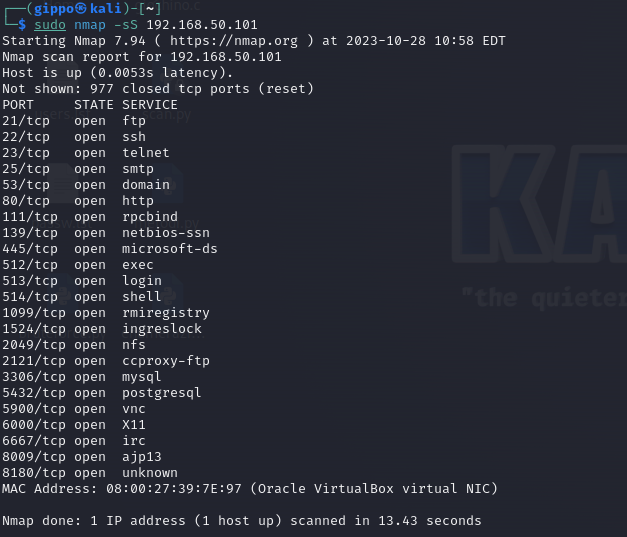 ┌──(gippo㉿kali)-[~]
└─$ sudo nmap -sS 192.168.50.101
Starting Nmap 7.94 ( https://nmap.org ) at 2023-10-28 10:58 EDT
Nmap scan report for 192.168.50.101
Host is up (0.0053s latency).
Not shown: 977 closed tcp ports (reset)
PORT     STATE SERVICE
21/tcp   open  ftp
22/tcp   open  ssh
23/tcp   open  telnet
25/tcp   open  smtp
53/tcp   open  domain
80/tcp   open  http
111/tcp  open  rpcbind
139/tcp  open  netbios-ssn
445/tcp  open  microsoft-ds
512/tcp  open  exec
513/tcp  open  login
514/tcp  open  shell
1099/tcp open  rmiregistry
1524/tcp open  ingreslock
2049/tcp open  nfs
2121/tcp open  ccproxy-ftp
3306/tcp open  mysql
5432/tcp open  postgresql
5900/tcp open  vnc
6000/tcp open  X11
6667/tcp open  irc
8009/tcp open  ajp13
8180/tcp open  unknown
MAC Address: 08:00:27:39:7E:97 (Oracle VirtualBox virtual NIC)
Nmap done: 1 IP address (1 host up) scanned in 13.43 seconds
KA
"the quieter